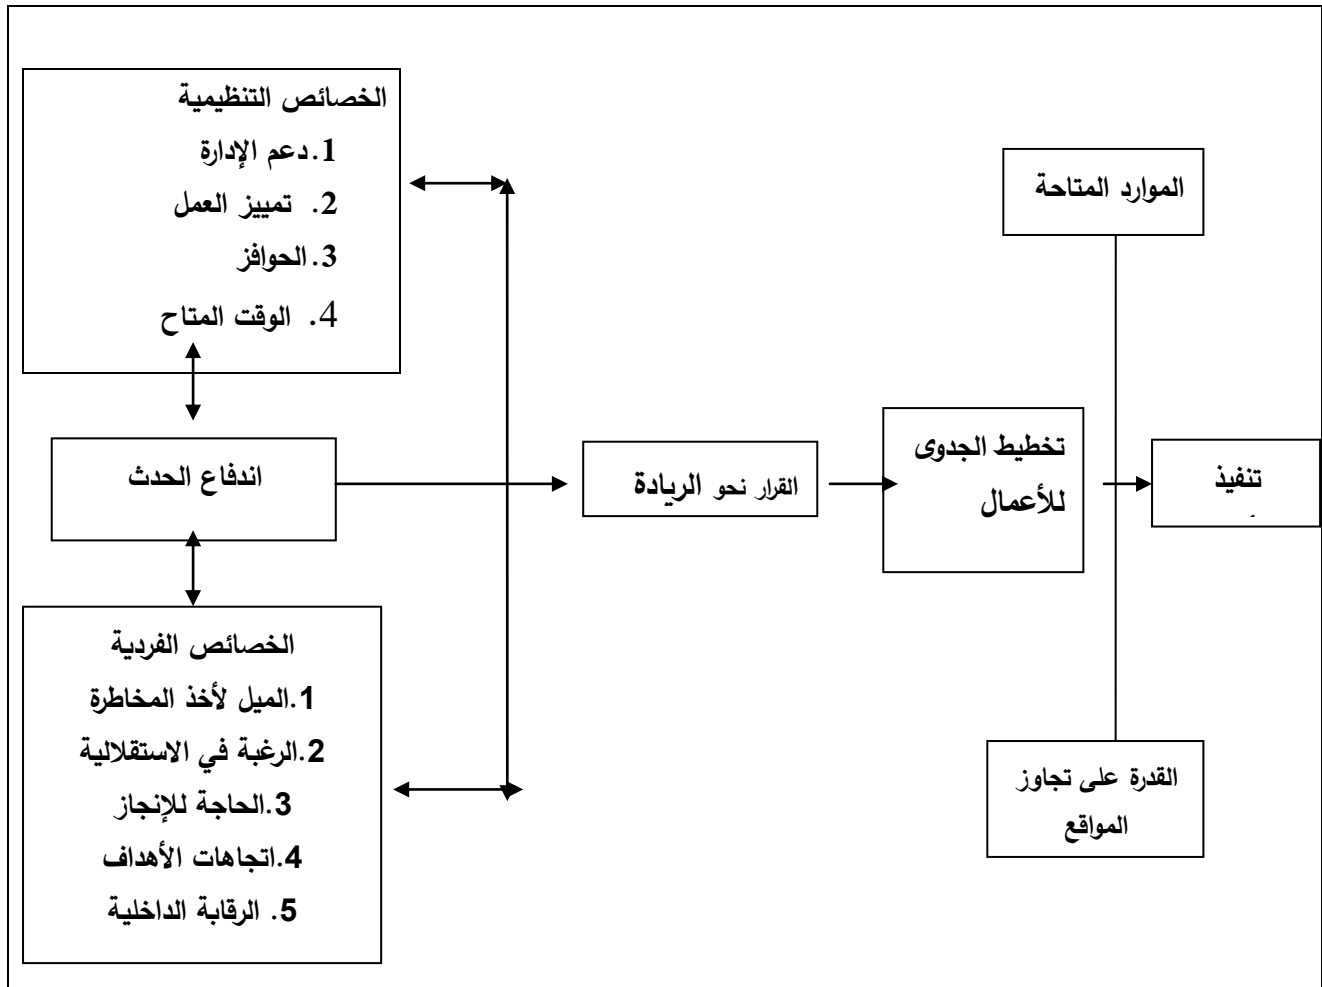 الخصائص التنظيمية
1.دعم الإدارة
2. تمييز العمل
3.الحوافز
4. الوقت المتاح
الموارد المتاحة
اندفاع الحدث
القرار نحو الريادة
تخطيط الجدوى
للأعمال
تنفيذ
الخصائص الفردية
1.الميل لأخذ المخاطرة
2.الرغبة في الاستقلالية
3.الحاجة للإنجاز
4.اتجاهات الأهداف
5. الرقابة الداخلية
القدرة على تجاوز
المواقع